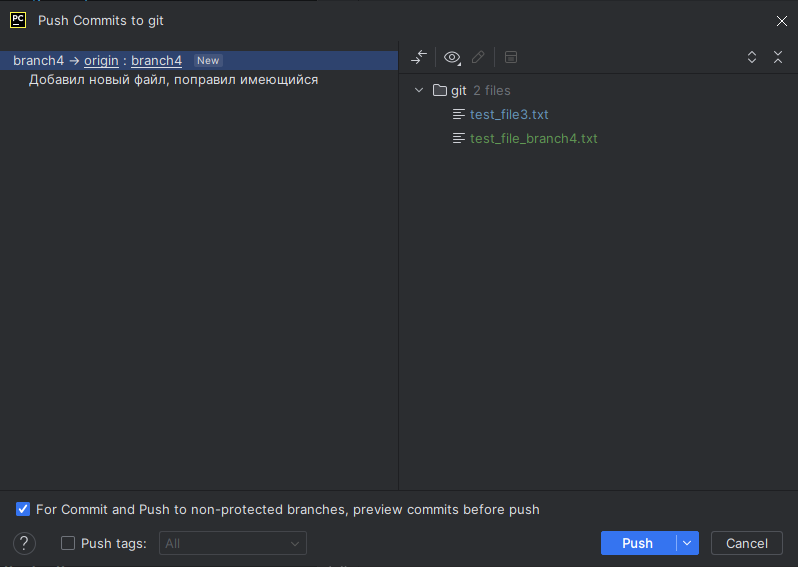 PC Push Commits to git
branch4 → origin : branch4 New
Добавил новый файл, поправил имеющийся
git 2 files
test_file3.txt
test_file_branch4.txt
For Commit and Push to non-protected branches, preview commits before push
? Push tags: All
Push
Cancel